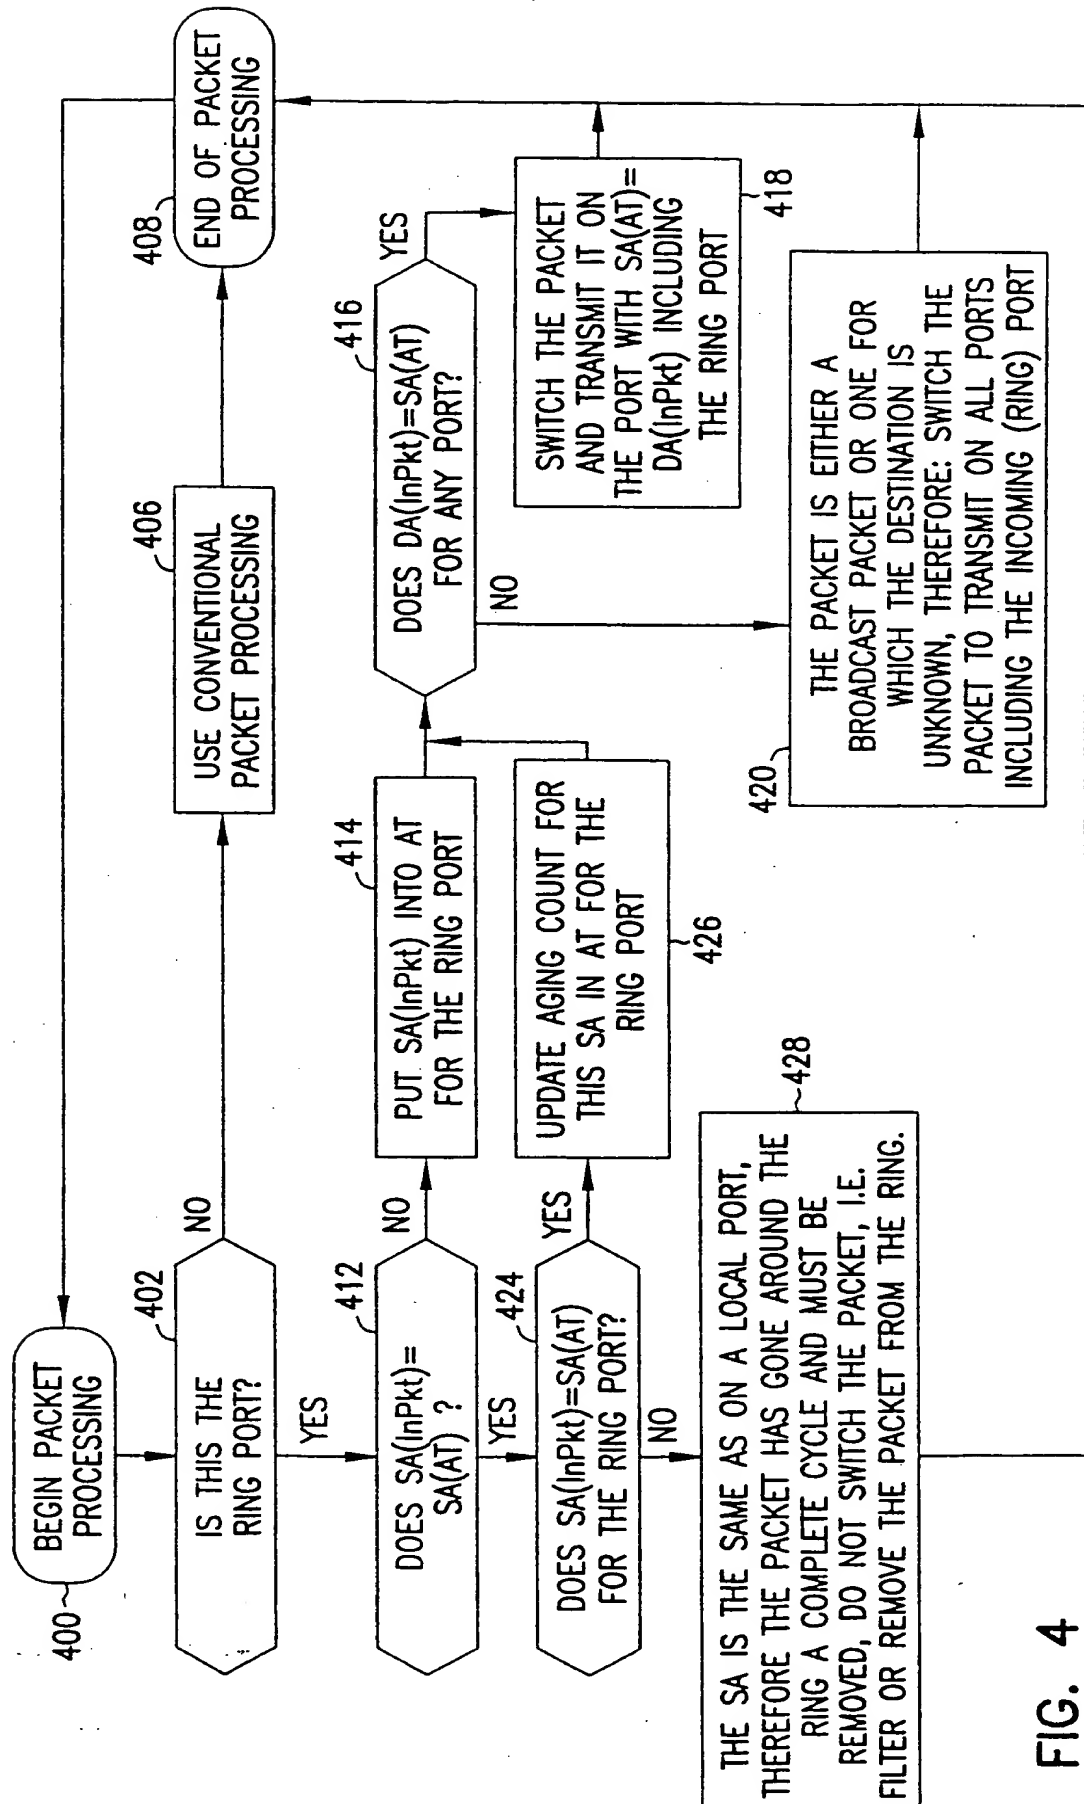 BEGIN PACKET
PROCESSING
400
402
IS THIS THE
RING PORT?
NO
YES
406
USE CONVENTIONAL
PACKET PROCESSING
408
END OF PACKET
PROCESSING
412
DOES SA(InPkt)=
SA(AT) ?
NO
YES
414
PUT SA(InPkt) INTO AT
FOR THE RING PORT
416
DOES DA(InPkt)=SA(AT)
FOR ANY PORT?
YES
NO
SWITCH THE PACKET
AND TRANSMIT IT ON
THE PORT WITH SA(AT)=
DA(InPkt) INCLUDING
THE RING PORT
418
424
DOES SA(InPkt)=SA(AT)
FOR THE RING PORT?
YES
NO
UPDATE AGING COUNT FOR
THIS SA IN AT FOR THE
RING PORT
426
420
THE PACKET IS EITHER A
BROADCAST PACKET OR ONE FOR
WHICH THE DESTINATION IS
UNKNOWN, THEREFORE: SWITCH THE
PACKET TO TRANSMIT ON ALL PORTS
INCLUDING THE INCOMING (RING) PORT
428
THE SA IS THE SAME AS ON A LOCAL PORT,
THEREFORE THE PACKET HAS GONE AROUND THE
RING A COMPLETE CYCLE AND MUST BE
REMOVED, DO NOT SWITCH THE PACKET, I.E.
FILTER OR REMOVE THE PACKET FROM THE RING.
FIG. 4